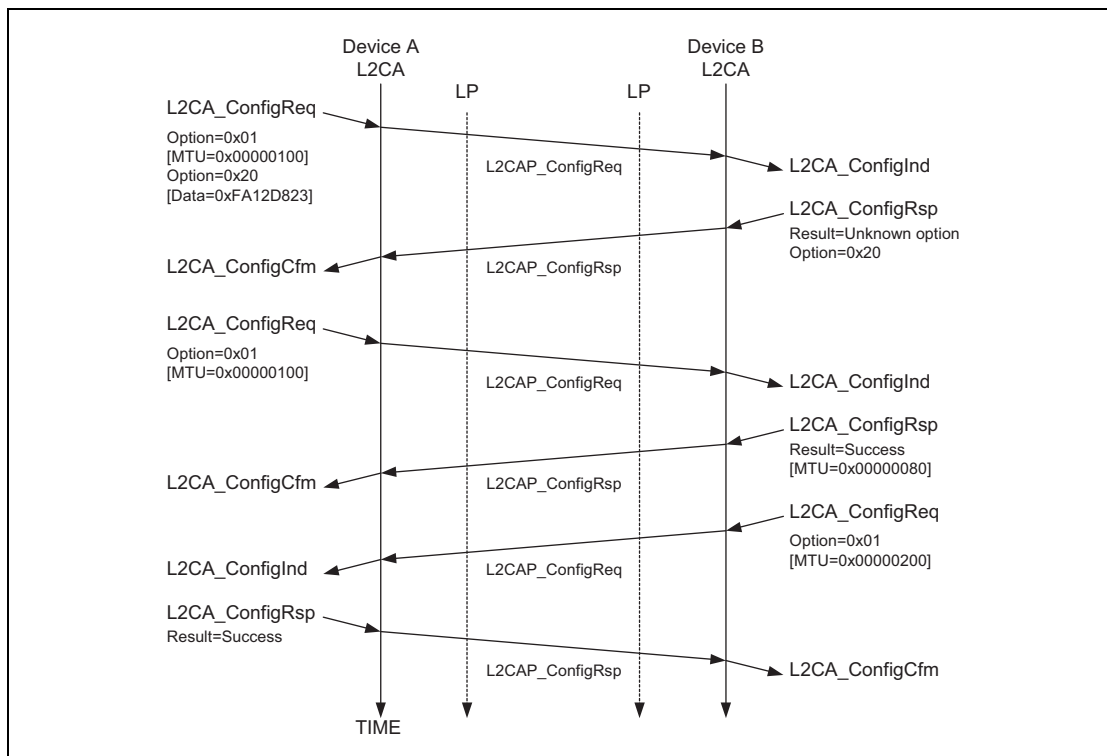 Device A
L2CA
Device B
L2CA
LP
LP
L2CA_ConfigReq
Option=0x01
[MTU=0x00000100]
Option=0x20
[Data=0xFA12D823]
L2CAP_ConfigReq
L2CA_ConfigInd
L2CA_ConfigRsp
Result=Unknown option
Option=0x20
L2CAP_ConfigRsp
L2CA_ConfigCfm
L2CA_ConfigReq
Option=0x01
[MTU=0x00000100]
L2CAP_ConfigReq
L2CA_ConfigInd
L2CA_ConfigRsp
Result=Success
[MTU=0x00000080]
L2CAP_ConfigRsp
L2CA_ConfigCfm
L2CA_ConfigReq
Option=0x01
[MTU=0x00000200]
L2CAP_ConfigReq
L2CA_ConfigInd
L2CA_ConfigRsp
Result=Success
L2CAP_ConfigRsp
L2CA_ConfigCfm
TIME